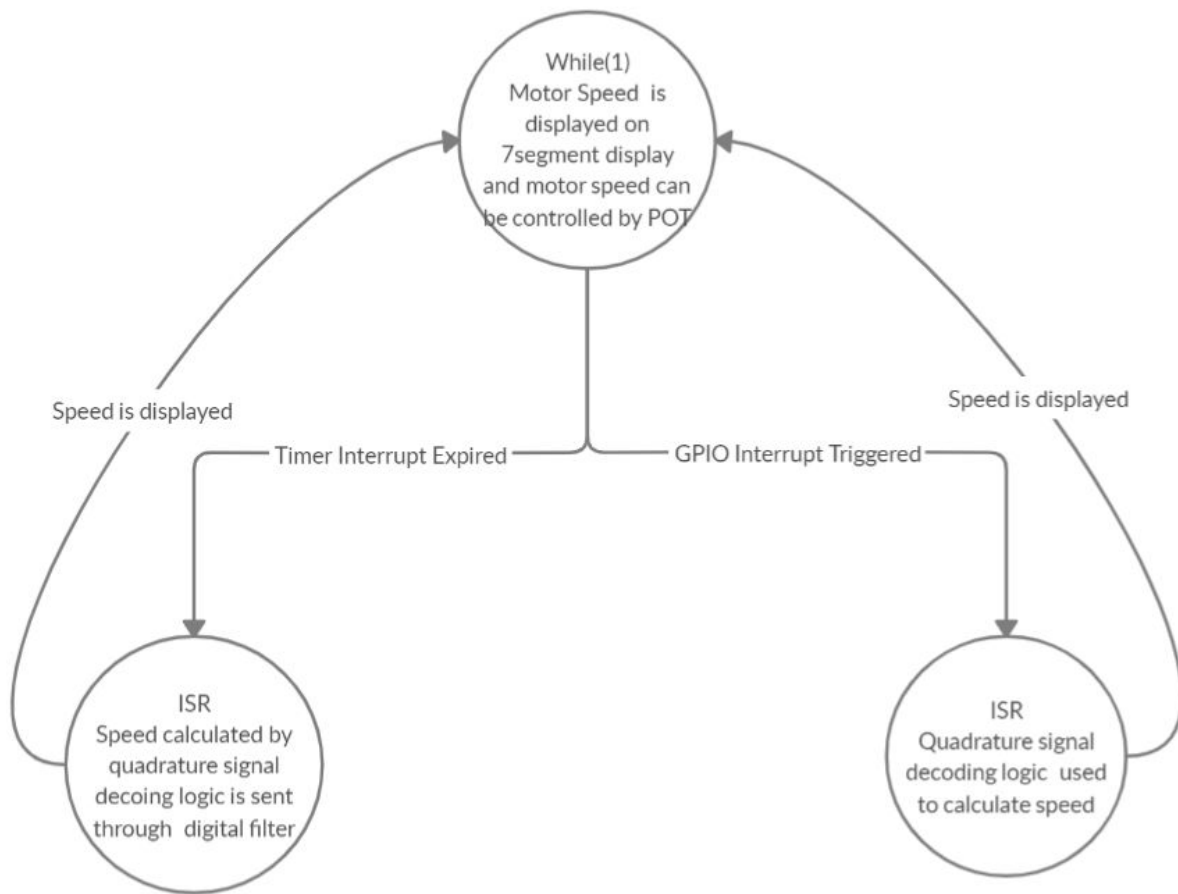 While(1)
Motor Speed is
displayed on
7segment display
and motor speed can
be controlled by POT
Speed is displayed
Speed is displayed
Timer Interrupt Expired
GPIO Interrupt Triggered
ISR
Speed calculated by
quadrature signal
decoing logic is sent
through digital filter
ISR
Quadrature signal
decoding logic used
to calculate speed